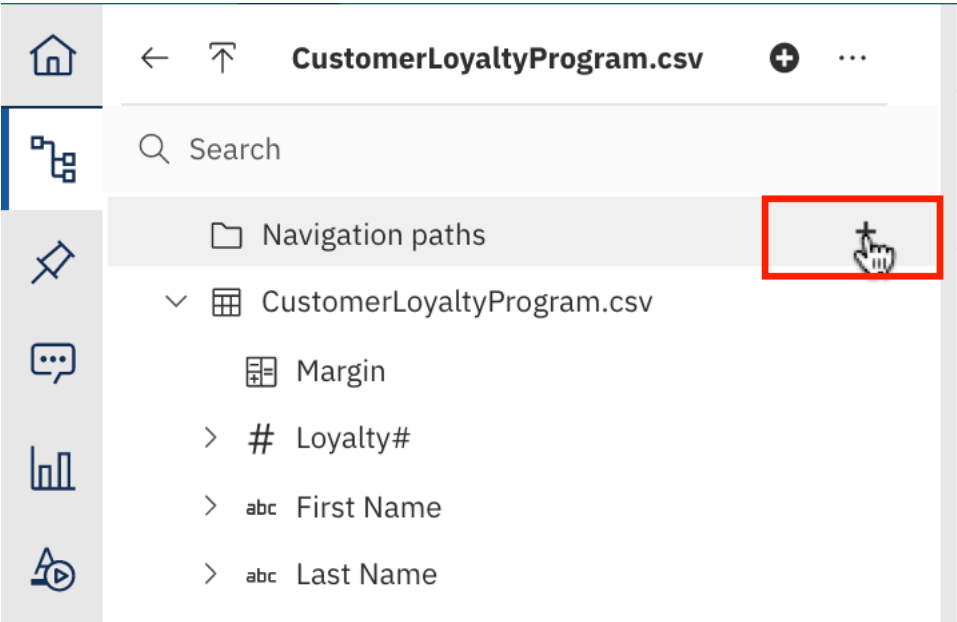 CustomerLoyaltyProgram.csv
Search
Navigation paths
CustomerLoyaltyProgram.csv
Margin
# Loyalty#
abc First Name
abc Last Name